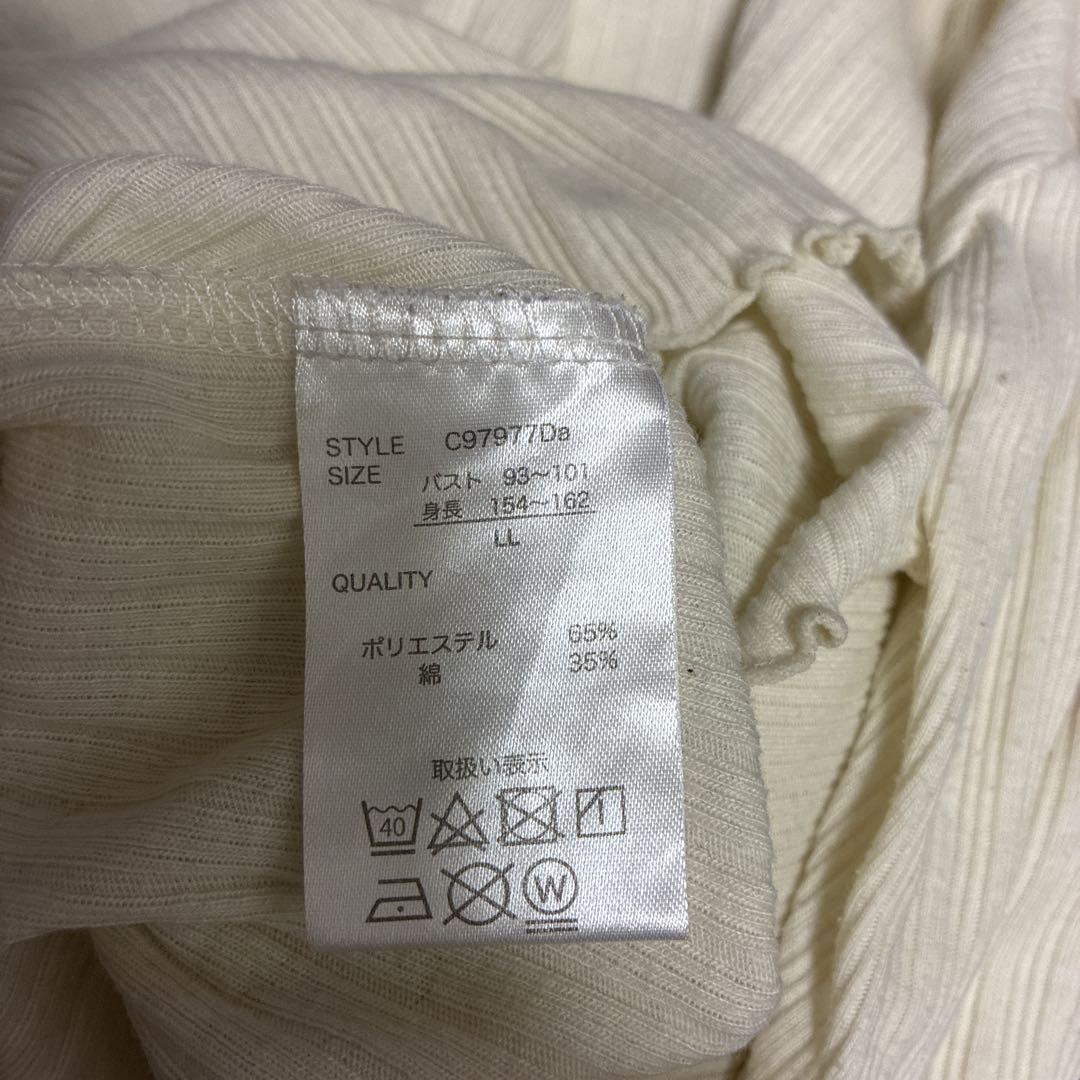 STYLE C97977Da
SIZE バスト 93～101
身長 154～162
LL
QUALITY
ポリエステル 65%
綿 35%
取扱い表示
40
W